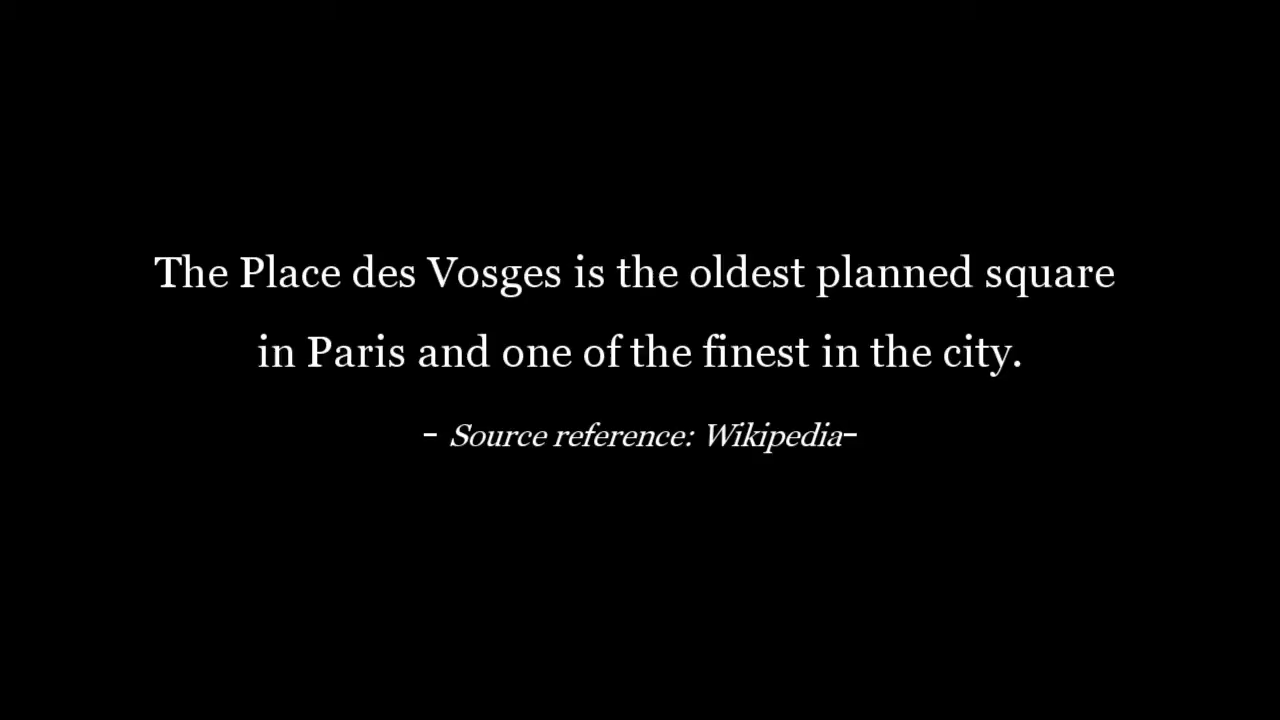 The Place des Vosges is the oldest planned square
in Paris and one of the finest in the city.
- Source reference: Wikipedia-